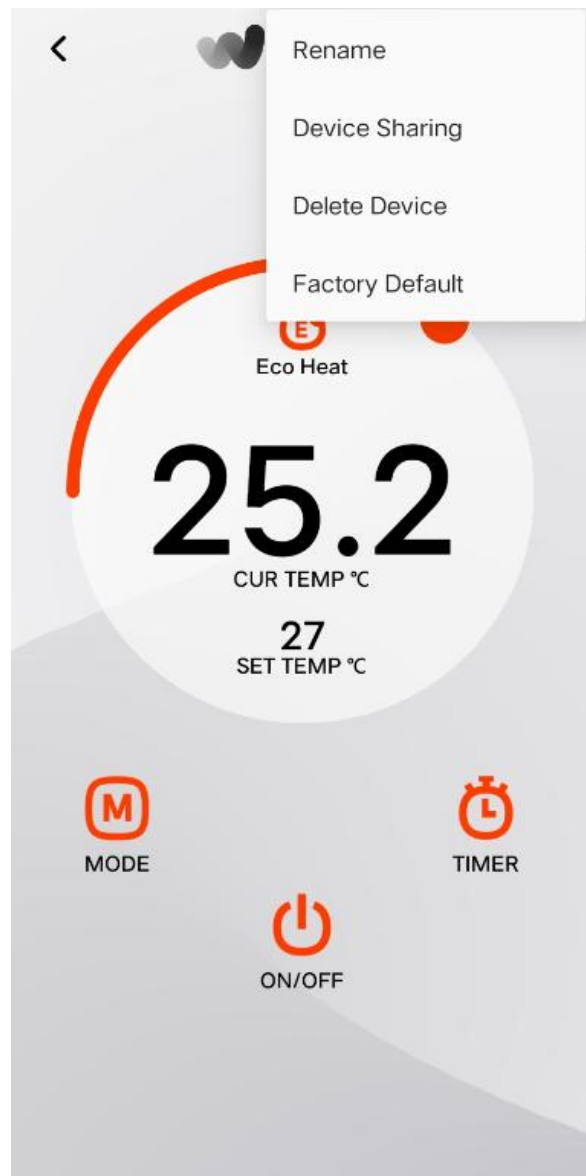 Rename
Device Sharing
Delete Device
Factory Default
E
Eco Heat
25.2
CUR TEMP °C
27
SET TEMP °C
M
MODE
TIMER
ON/OFF